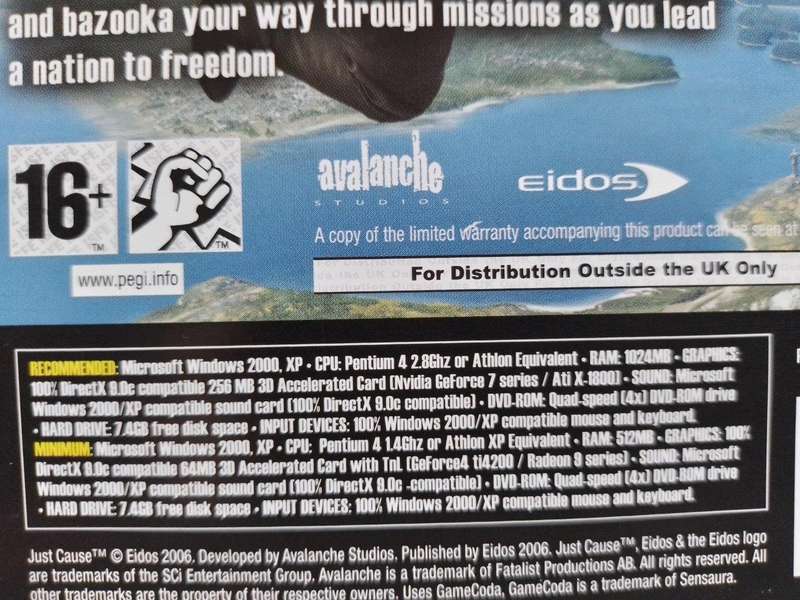 and bazooka your way through missions as you lead
a nation to freedom.
16+
TM
TM
www.pegi.info
avalanche
STUDIOS
eidos
A copy of the limited warranty accompanying this product can be seen at
For Distribution Outside the UK Only
RECOMMENDED: Microsoft Windows 2000, XP • CPU: Pentium 4 2.8Ghz or Athlon Equivalent • RAM: 1024MB • GRAPHICS:
100% DirectX 9.0c compatible 256 MB 3D Accelerated Card (Nvidia GeForce 7 series / Ati X-1800) • SOUND: Microsoft
Windows 2000/XP compatible sound card (100% DirectX 9.0c compatible) • DVD-ROM: Quad-speed (4x) DVD-ROM drive
• HARD DRIVE: 7.4GB free disk space • INPUT DEVICES: 100% Windows 2000/XP compatible mouse and keyboard.
MINIMUM: Microsoft Windows 2000, XP • CPU: Pentium 4 1.4Ghz or Athlon XP Equivalent • RAM: 512MB • GRAPHICS: 100%
DirectX 9.0c compatible 64MB 3D Accelerated Card with TnL (GeForce4 ti4200 / Radeon 9 series) • SOUND: Microsoft
Windows 2000/XP compatible sound card (100% DirectX 9.0c -compatible) • DVD-ROM: Quad-speed (4x) DVD-ROM drive
• HARD DRIVE: 7.4GB free disk space • INPUT DEVICES: 100% Windows 2000/XP compatible mouse and keyboard.
Just Cause™ © Eidos 2006. Developed by Avalanche Studios. Published by Eidos 2006. Just Cause™, Eidos & the Eidos logo
are trademarks of the SCi Entertainment Group. Avalanche is a trademark of Fatalist Productions AB. All rights reserved. All
other trademarks are the property of their respective owners. Uses GameCoda, GameCoda is a trademark of Sensaura.